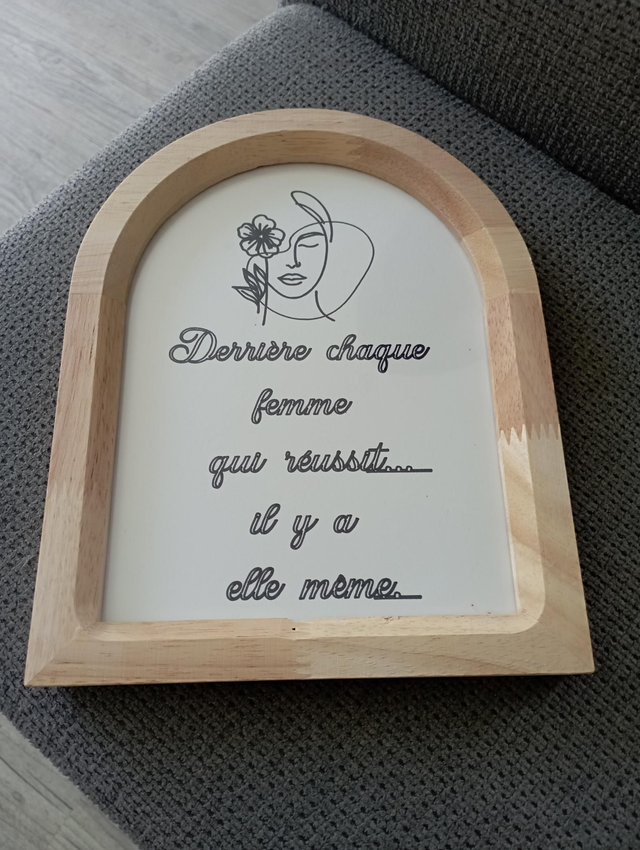 Derrière chaque
femme
qui réussit...
il y a
elle même.